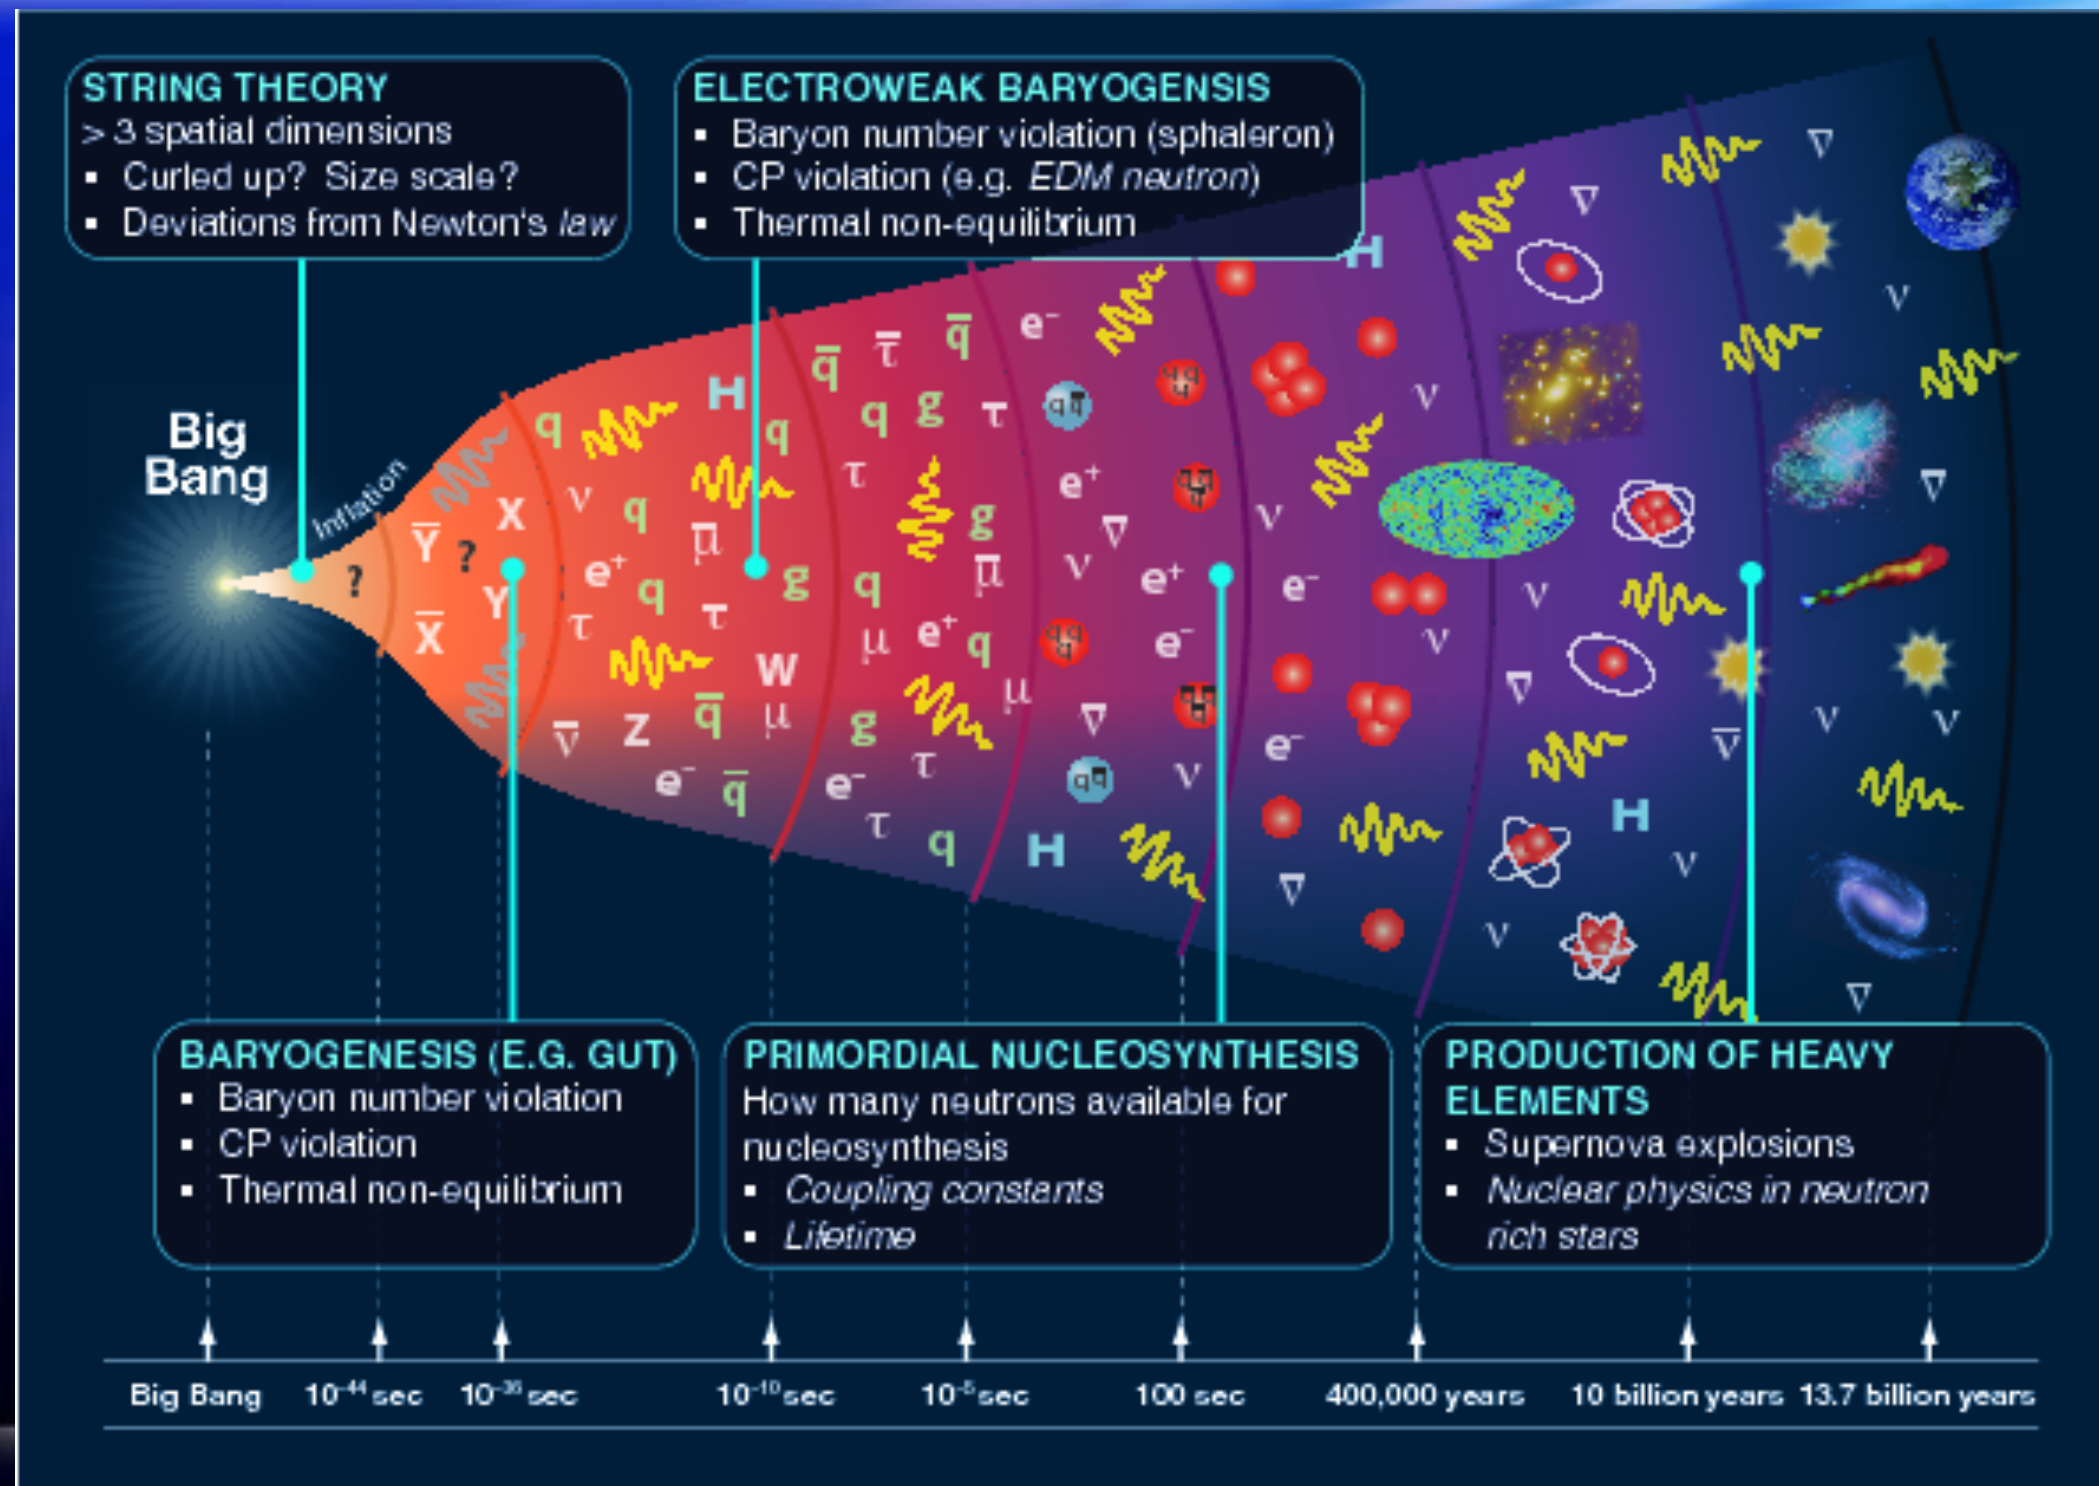 STRING THEORY
> 3 spatial dimensions
▪ Curled up? Size scale?
▪ Deviations from Newton's law
ELECTROWEAK BARYOGENSIS
▪ Baryon number violation (sphaleron)
▪ CP violation (e.g. EDM neutron)
▪ Thermal non-equilibrium
Big
Bang
Inflation
?
Y̅
?
X
Y
X̅
q
H
q̅
τ̅
q̅
e⁻
H
q
q
g
τ
ν
q
μ̅
τ
g
e⁺
ν̅
ν
e⁺
q
g
q
μ̅
ν
e⁺
e⁻
ν
τ
τ
W
μ
e⁺
q
e⁻
ν
ν̅
Z
q̅
μ
g
μ
ν̅
e⁻
ν̅
e⁻
q̅
e⁻
τ
τ
q
H
ν
ν̅
H
ν
ν
ν̅
BARYOGENESIS (E.G. GUT)
▪ Baryon number violation
▪ CP violation
▪ Thermal non-equilibrium
PRIMORDIAL NUCLEOSYNTHESIS
How many neutrons available for
nucleosynthesis
▪ Coupling constants
▪ Lifetime
PRODUCTION OF HEAVY
ELEMENTS
▪ Supernova explosions
▪ Nuclear physics in neutron
rich stars
Big Bang 10⁻⁴⁴ sec sec 10⁻¹⁰ sec sec 100 sec 400,000 years 10 billion years 13.7 billion years